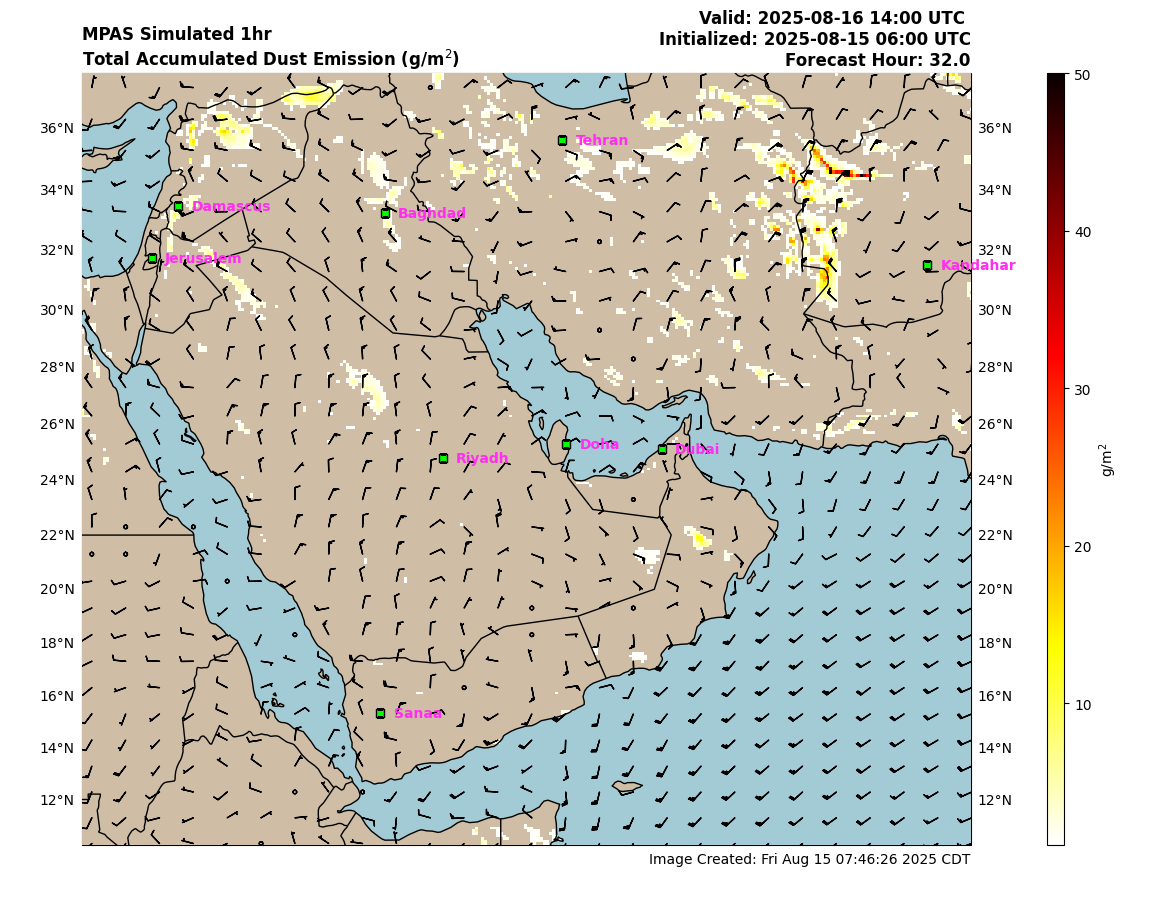 MPAS Simulated 1hr
Total Accumulated Dust Emission (g/m²)
Valid: 2025-08-16 14:00 UTC
Initialized: 2025-08-15 06:00 UTC
Forecast Hour: 32.0
36°N
34°N
32°N
30°N
28°N
26°N
24°N
22°N
20°N
18°N
16°N
14°N
12°N
Tehran
Damascus
Baghdad
Jerusalem
Kandahar
Doha
Dubai
Riyadh
Sanaa
36°N
34°N
32°N
30°N
28°N
26°N
24°N
22°N
20°N
18°N
16°N
14°N
12°N
50
40
30
20
10
g/m²
Image Created: Fri Aug 15 07:46:26 2025 CDT